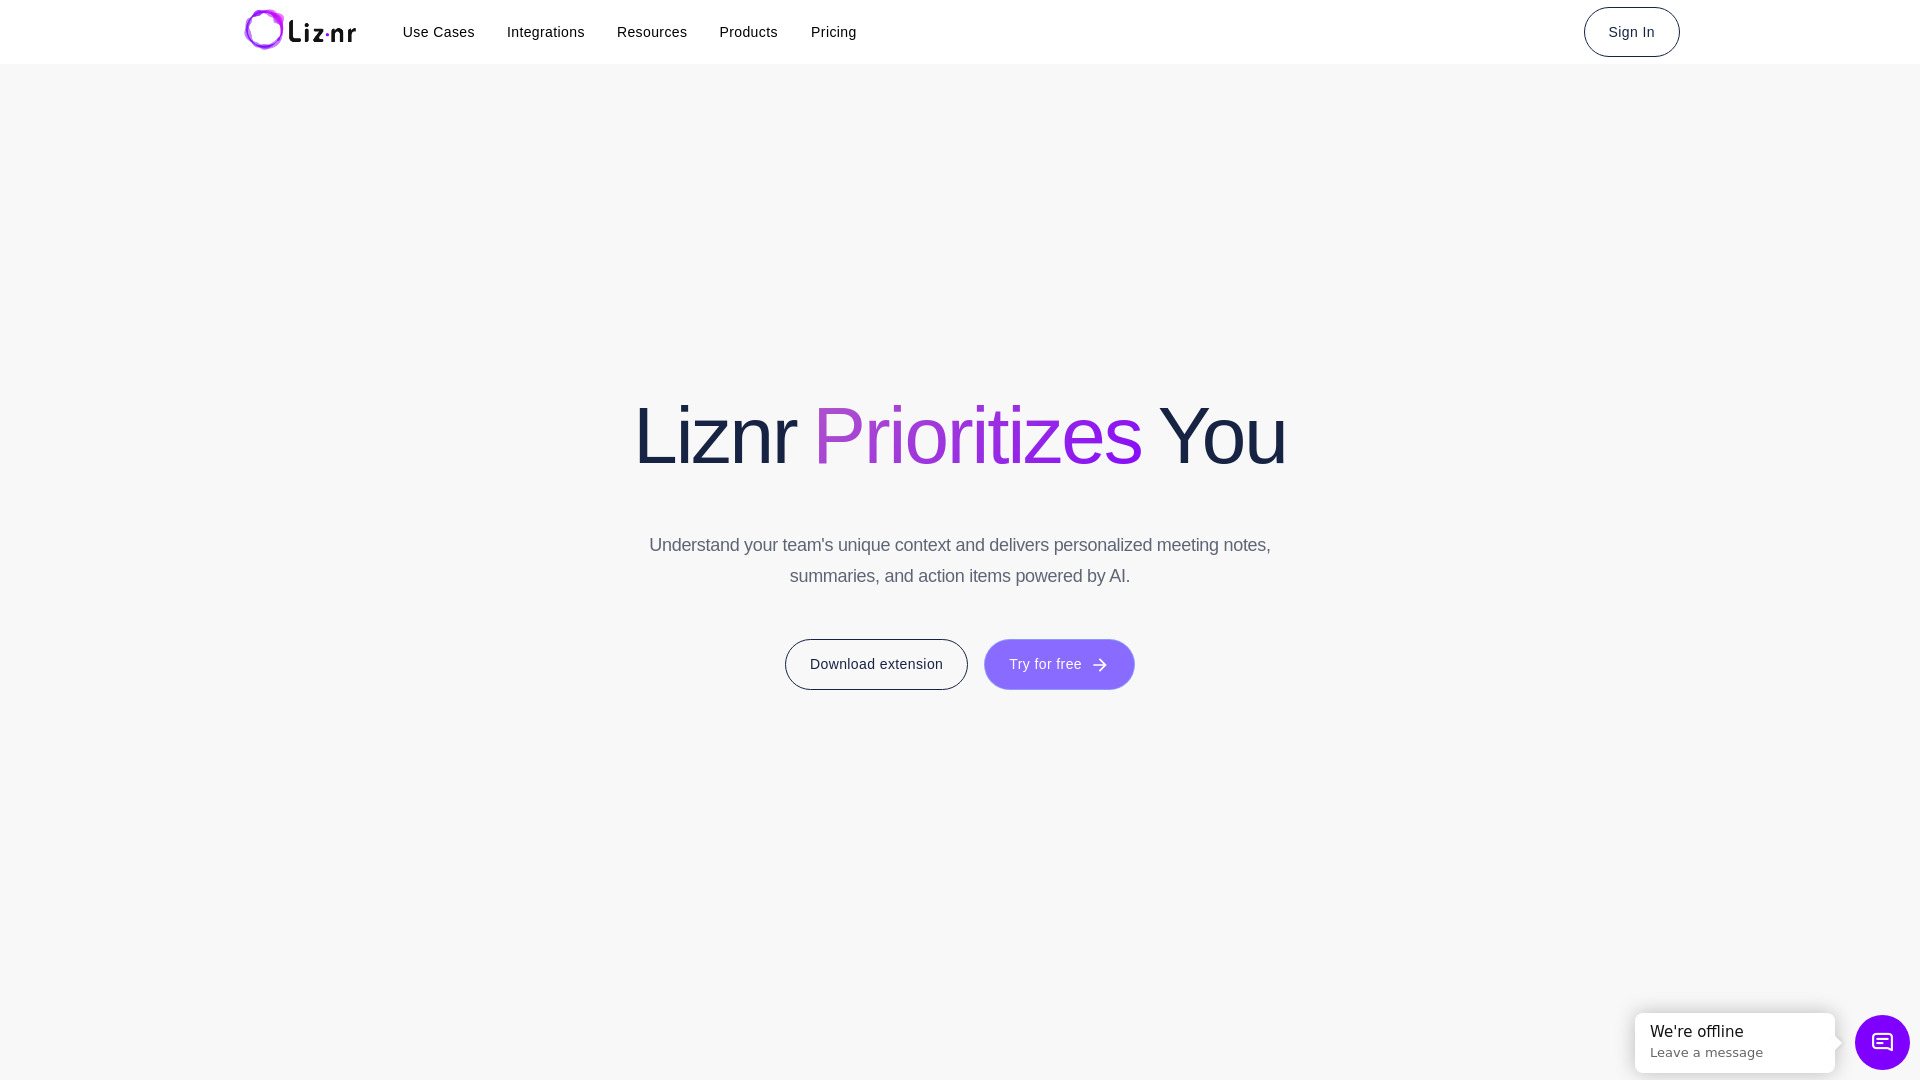 Liz·nr
Use Cases
Integrations
Resources
Products
Pricing
Sign In
Liznr Prioritizes You
Understand your team's unique context and delivers personalized meeting notes,
summaries, and action items powered by AI.
Download extension
Try for free
We're offline
Leave a message